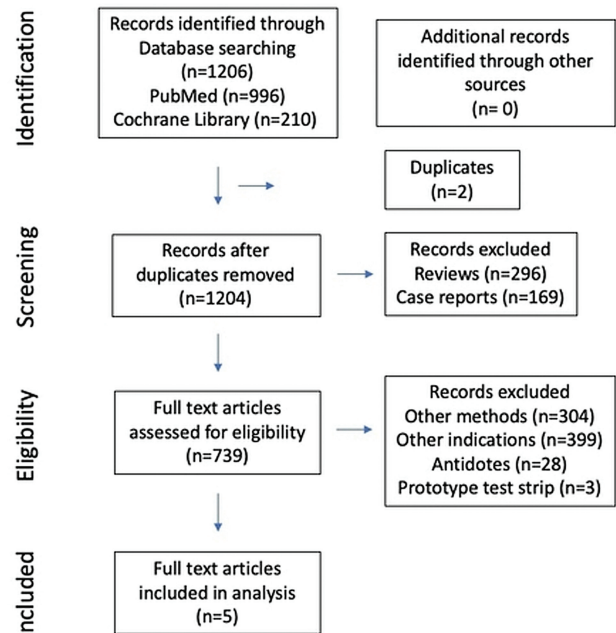 Identification
Records identified through
Database searching
(n=1206)
PubMed (n=996)
Cochrane Library (n=210)
Additional records
identified through other
sources
(n= 0)
Duplicates
(n=2)
Screening
Records after
duplicates removed
(n=1204)
Records excluded
Reviews (n=296)
Case reports (n=169)
Eligibility
Full text articles
assessed for eligibility
(n=739)
Records excluded
Other methods (n=304)
Other indications (n=399)
Antidotes (n=28)
Prototype test strip (n=3)
ncluded
Full text articles
included in analysis
(n=5)